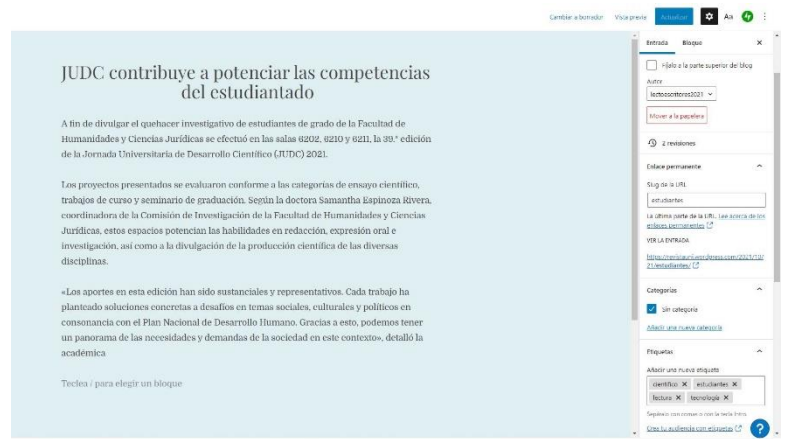 Cambiar a borrador Vista previa Actualizar Aa
JUDC contribuye a potenciar las competencias
del estudiantado
A fin de divulgar el quehacer investigativo de estudiantes de grado de la Facultad de
Humanidades y Ciencias Jurídicas se efectuó en las salas 6202, 6210 y 6211, la 39.ª edición
de la Jornada Universitaria de Desarrollo Científico (JUDC) 2021.
Los proyectos presentados se evaluaron conforme a las categorías de ensayo científico,
trabajos de curso y seminario de graduación. Según la doctora Samantha Espinoza Rivera,
coordinadora de la Comisión de Investigación de la Facultad de Humanidades y Ciencias
Jurídicas, estos espacios potencian las habilidades en redacción, expresión oral e
investigación, así como a la divulgación de la producción científica de las diversas
disciplinas.
«Los aportes en esta edición han sido sustanciales y representativos. Cada trabajo ha
planteado soluciones concretas a desafíos en temas sociales, culturales y políticos en
consonancia con el Plan Nacional de Desarrollo Humano. Gracias a esto, podemos tener
un panorama de las necesidades y demandas de la sociedad en este contexto», detalló la
académica
Teclea / para elegir un bloque
Entrada Bloque
Fíjalo a la parte superior del blog
Autor
lectoescritores2021
Mover a la papelera
2 revisiones
Enlace permanente
Slug de la URL
estudiantes
La última parte de la URL. Lee acerca de los
enlaces permanentes
VER LA ENTRADA
https://revistauni.wordpress.com/2021/10/
21/estudiantes/
Categorías
Sin categoría
Añadir una nueva categoría
Etiquetas
Añadir una nueva etiqueta
científico estudiantes
lectura tecnología
Sepáralo con comas o con la tecla Intro.
Crea tu audiencia con etiquetas